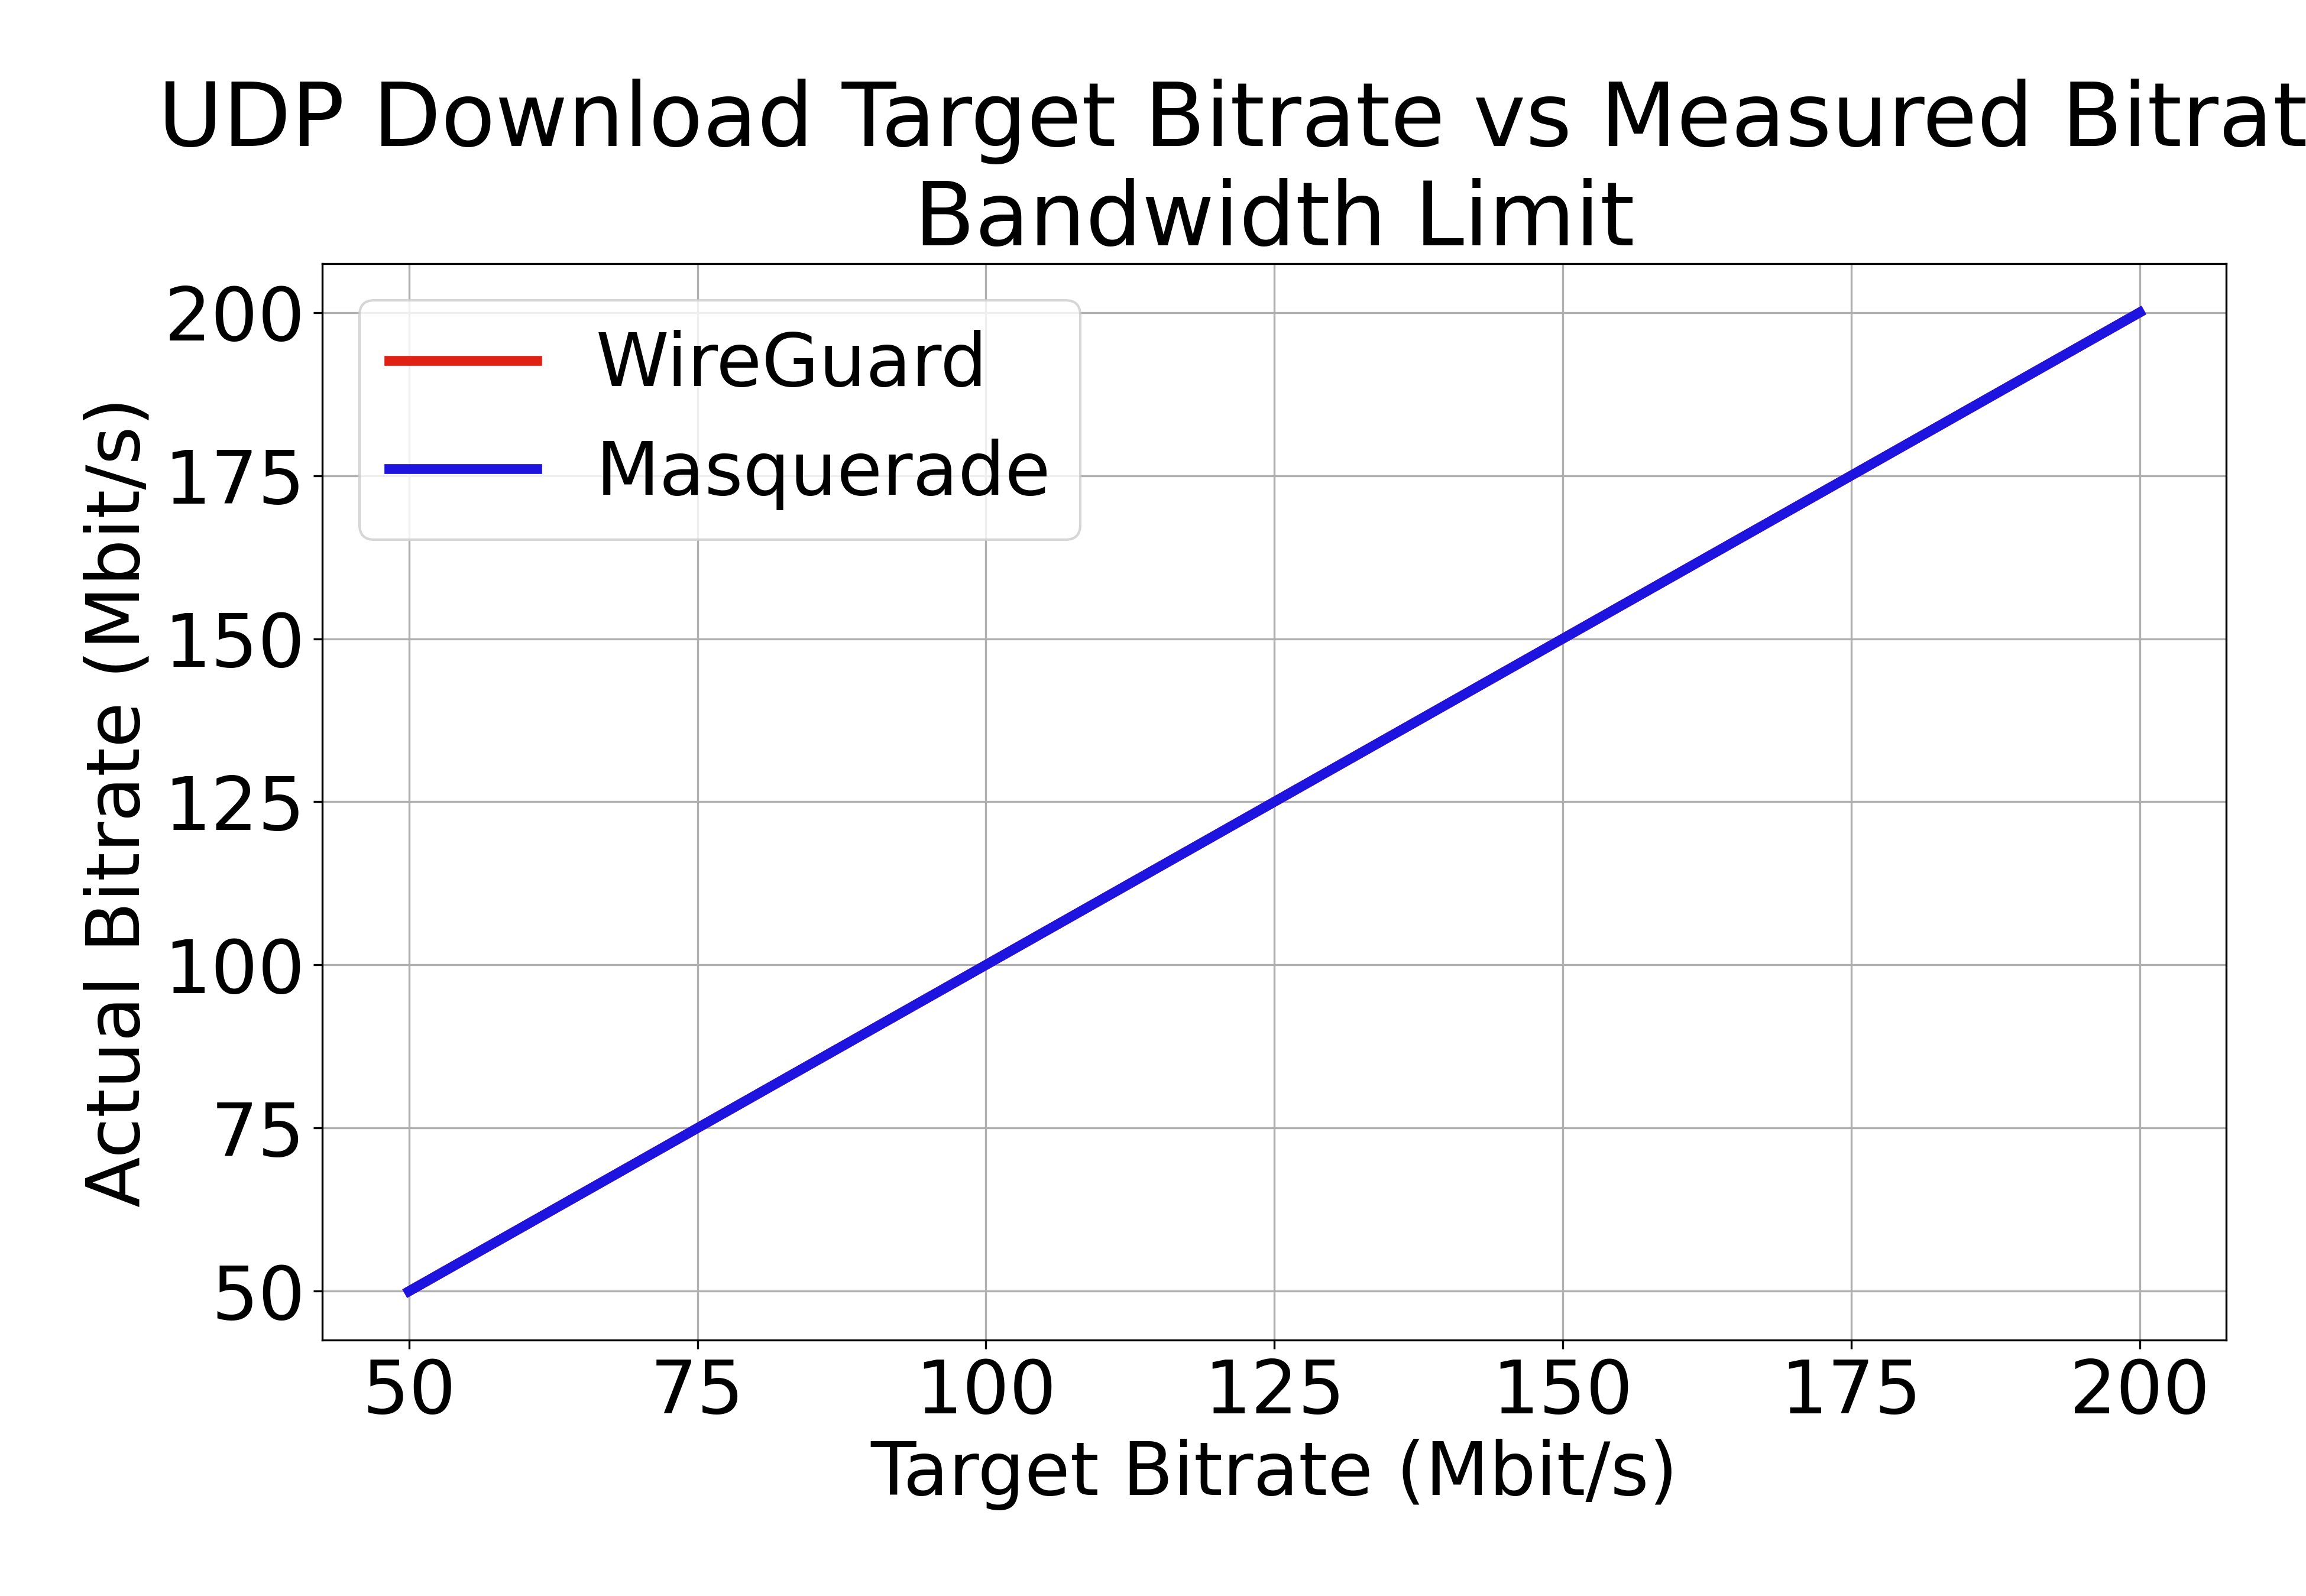 UDP Download Target Bitrate vs Measured Bitrat
Bandwidth Limit
WireGuard
Masquerade
Actual Bitrate (Mbit/s)
200
175
150
125
100
75
50
50 75 100 125 150 175 200
Target Bitrate (Mbit/s)